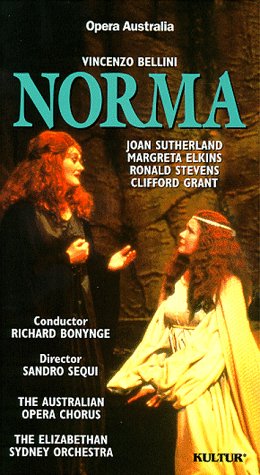 Opera Australia
VINCENZO BELLINI
NORMA
JOAN SUTHERLAND
MARGRETA ELKINS
RONALD STEVENS
CLIFFORD GRANT
Conductor
RICHARD BONYNGE
Director
SANDRO SEQUI
THE AUSTRALIAN
OPERA CHORUS
THE ELIZABETHAN
SYDNEY ORCHESTRA
KULTUR